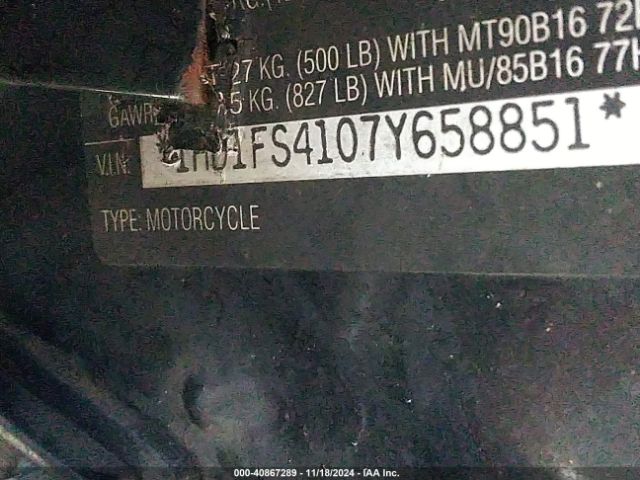 27 KG. (500 LB) WITH MT90B16 72
GAWR 5 KG. (827 LB) WITH MU/85B16 77
V.I.N. 1HD1FS4107Y658851*
TYPE: MOTORCYCLE
000-40867289 - 11/18/2024 - IAA Inc.